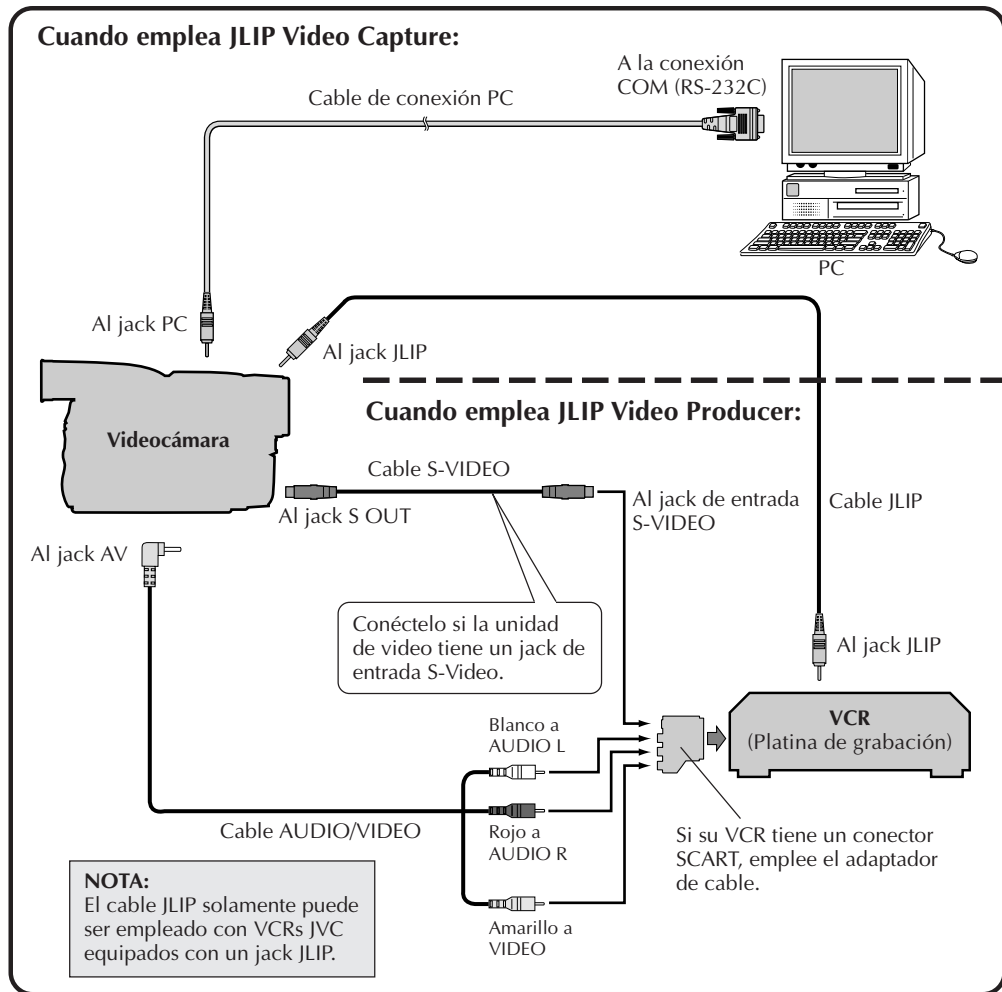 Cuando emplea JLIP Video Capture:
A la conexión
COM (RS-232C)
Cable de conexión PC
PC
Al jack PC
Al jack JLIP
Videocámara
Cuando emplea JLIP Video Producer:
Cable S-VIDEO
Al jack S OUT
Al jack de entrada
S-VIDEO
Cable JLIP
Al jack AV
Conéctelo si la unidad
de video tiene un jack de
entrada S-Video.
Al jack JLIP
VCR
(Platina de grabación)
Blanco a
AUDIO L
Cable AUDIO/VIDEO
Rojo a
AUDIO R
Si su VCR tiene un conector
SCART, emplee el adaptador
de cable.
Amarillo a
VIDEO
NOTA:
El cable JLIP solamente puede
ser empleado con VCRs JVC
equipados con un jack JLIP.